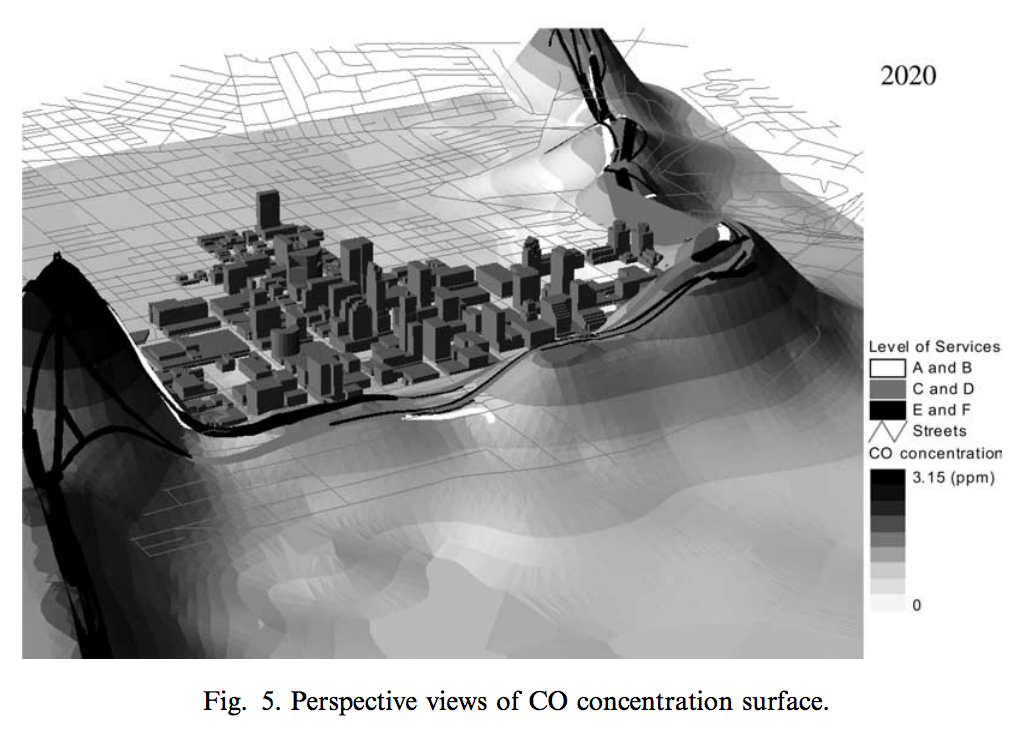 2020
Level of Services
A and B
C and D
E and F
Streets
CO concentration
3.15 (ppm)
0
Fig. 5. Perspective views of CO concentration surface.